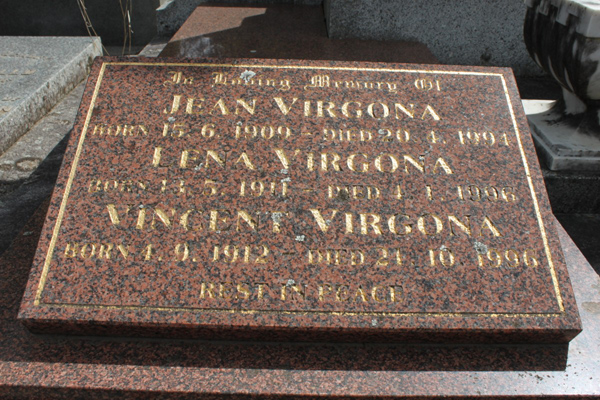 In Loving Memory Of
JEAN VIRGONA
BORN 15. 6. 1909 - DIED 20. 4. 1994
LENA VIRGONA
BORN 13. 5. 1911 - DIED 4. 1. 1996
VINCENT VIRGONA
BORN 4. 9. 1912 - DIED 21. 10. 1996
REST IN PEACE